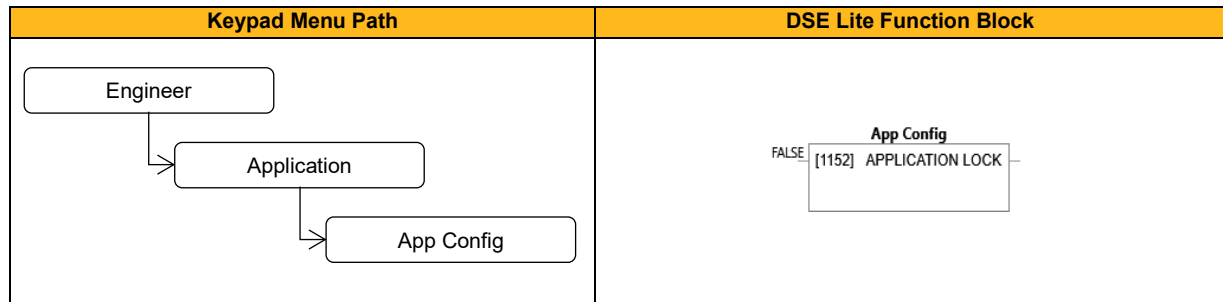 Keypad Menu Path
DSE Lite Function Block
Engineer
Application
App Config
App Config
FALSE [1152] APPLICATION LOCK